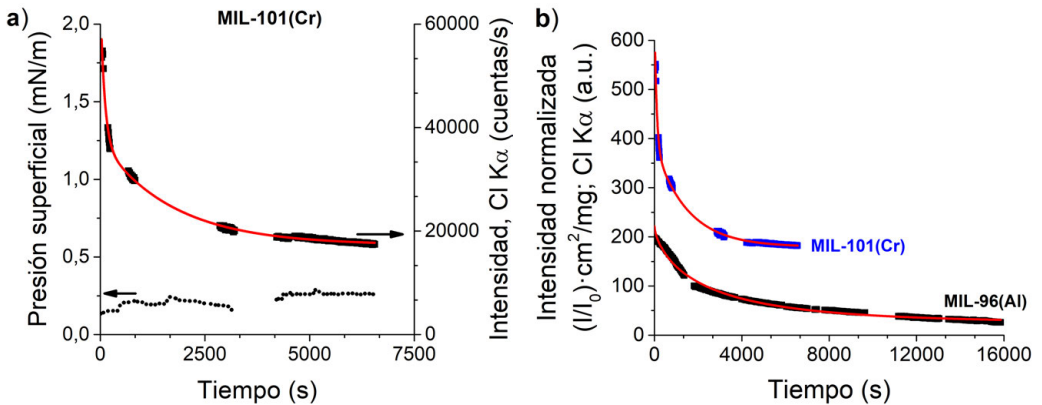 a)
MIL-101(Cr)
Presión superficial (mN/m)
2,0
1,5
1,0
0,5
0,0
60000
40000
20000
0
Intensidad, Cl Kα (cuentas/s)
0 2500 5000 7500
Tiempo (s)
b)
Intensidad normalizada
(I/I₀)·cm²/mg; Cl Kα (a.u.)
600
500
400
300
200
100
0
MIL-101(Cr)
MIL-96(Al)
0 4000 8000 12000 16000
Tiempo (s)